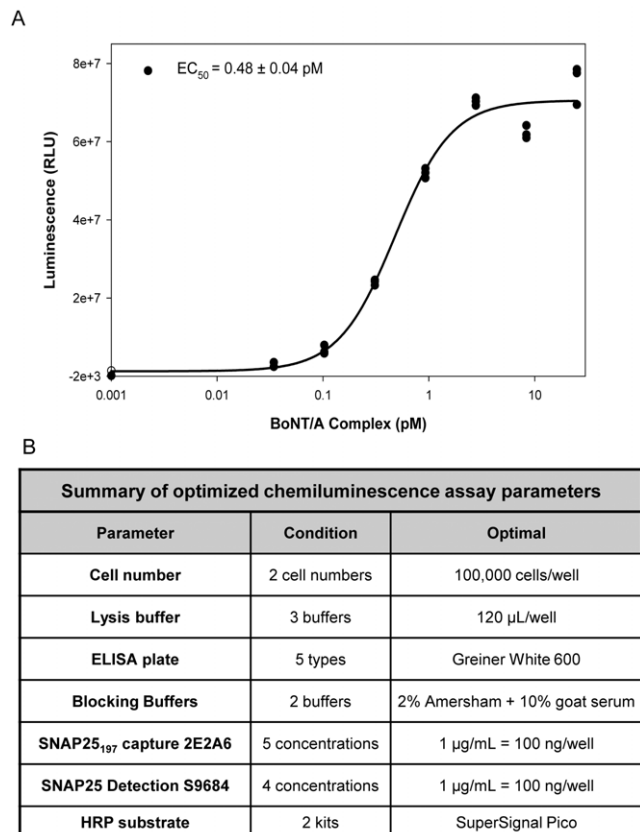 A
EC₅₀ = 0.48 ± 0.04 pM
8e+7
6e+7
4e+7
2e+7
-2e+3
Luminescence (RLU)
0.001 0.01 0.1 1 10
BoNT/A Complex (pM)
B
Summary of optimized chemiluminescence assay parameters
Parameter Condition Optimal
Cell number 2 cell numbers 100,000 cells/well
Lysis buffer 3 buffers 120 µL/well
ELISA plate 5 types Greiner White 600
Blocking Buffers 2 buffers 2% Amersham + 10% goat serum
SNAP25₁₉₇ capture 2E2A6 5 concentrations 1 µg/mL = 100 ng/well
SNAP25 Detection S9684 4 concentrations 1 µg/mL = 100 ng/well
HRP substrate 2 kits SuperSignal Pico